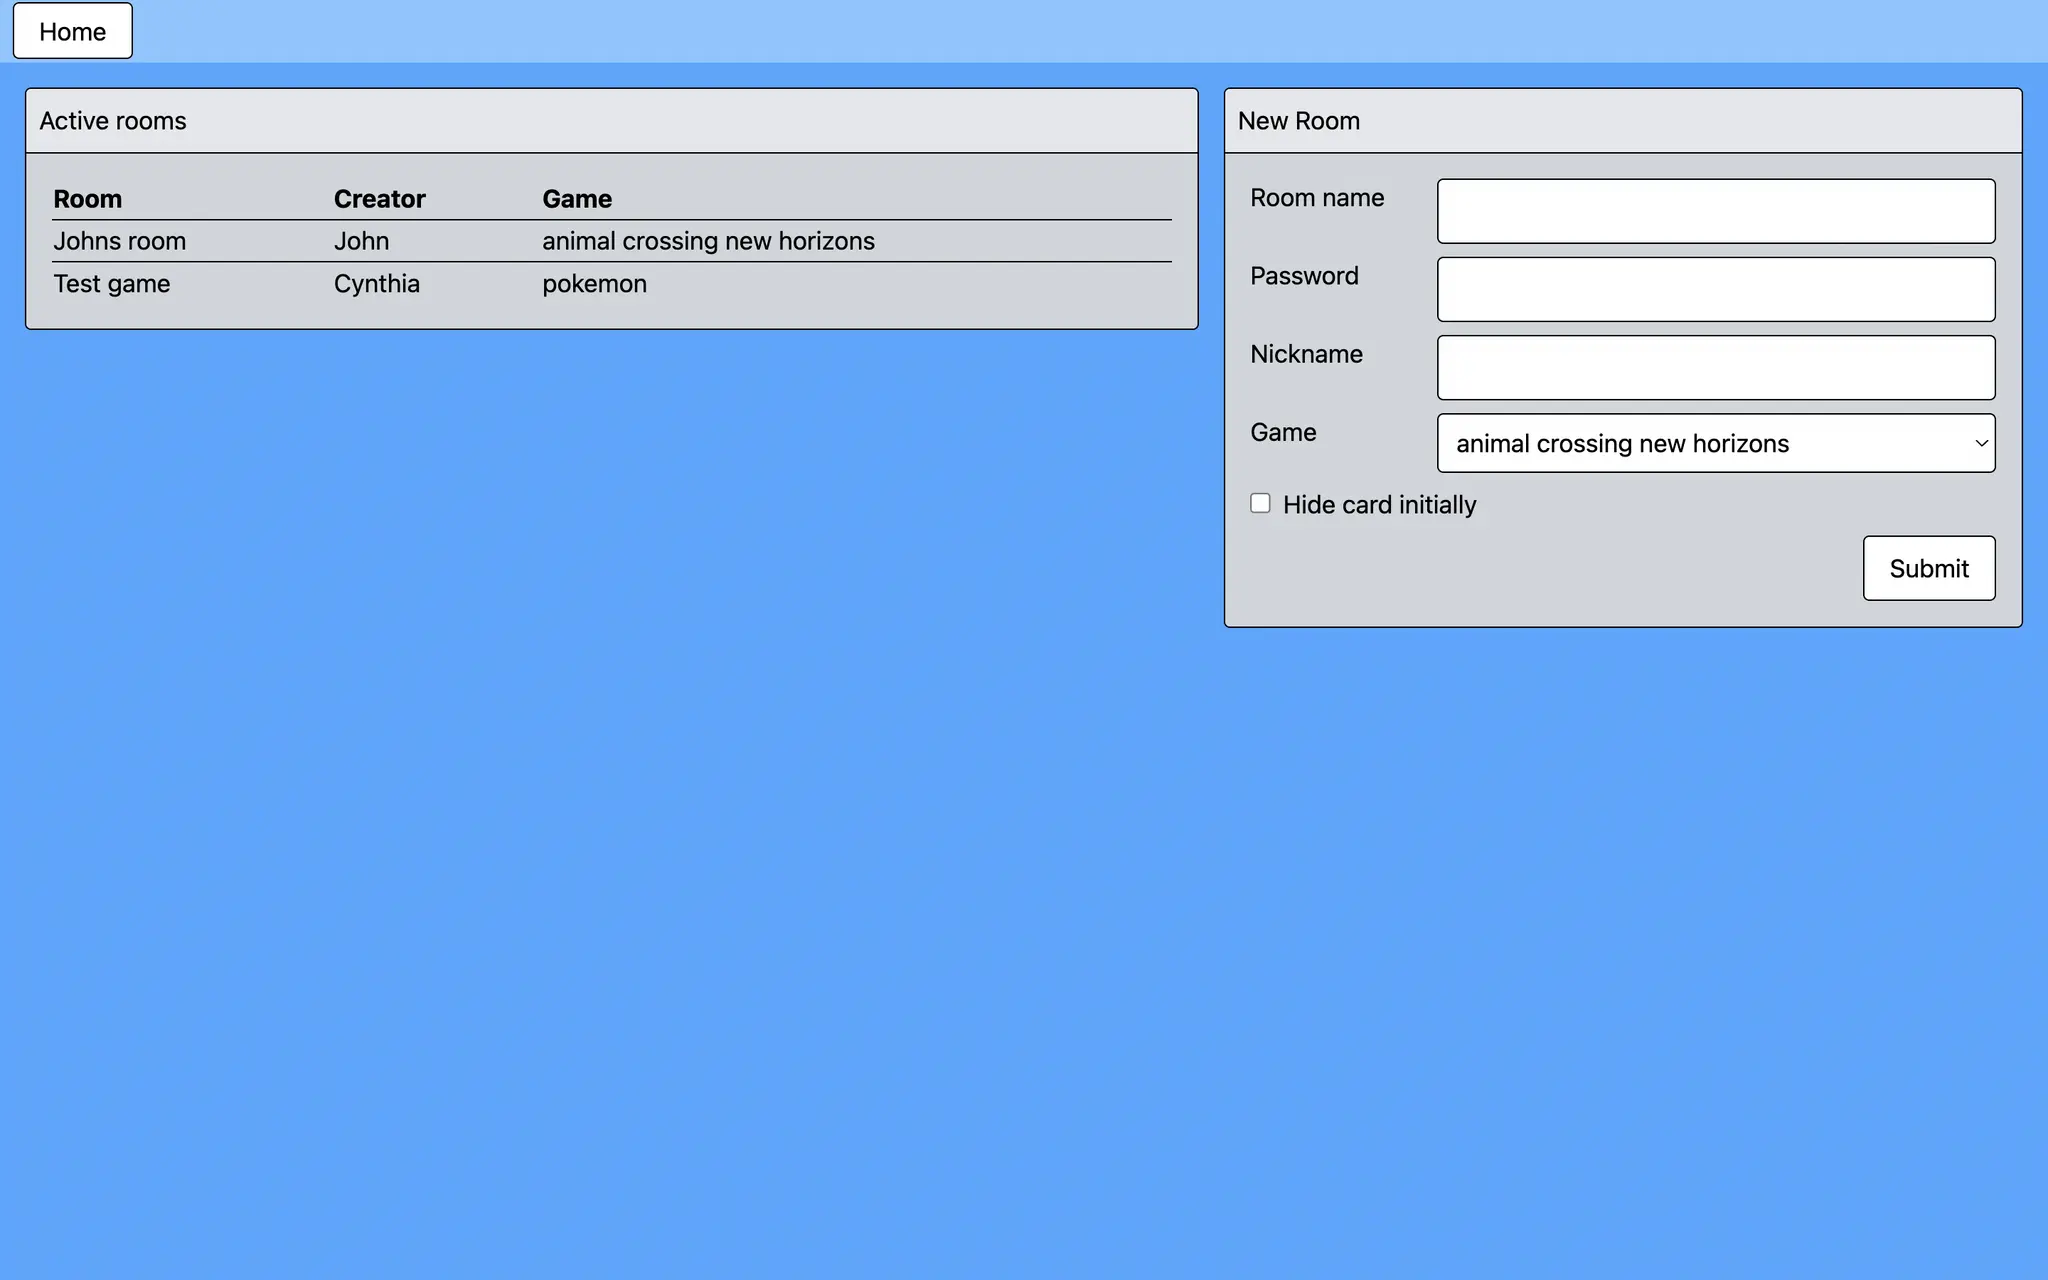 Home
Active rooms
Room Creator Game
Johns room John animal crossing new horizons
Test game Cynthia pokemon
New Room
Room name
Password
Nickname
Game animal crossing new horizons
Hide card initially
Submit